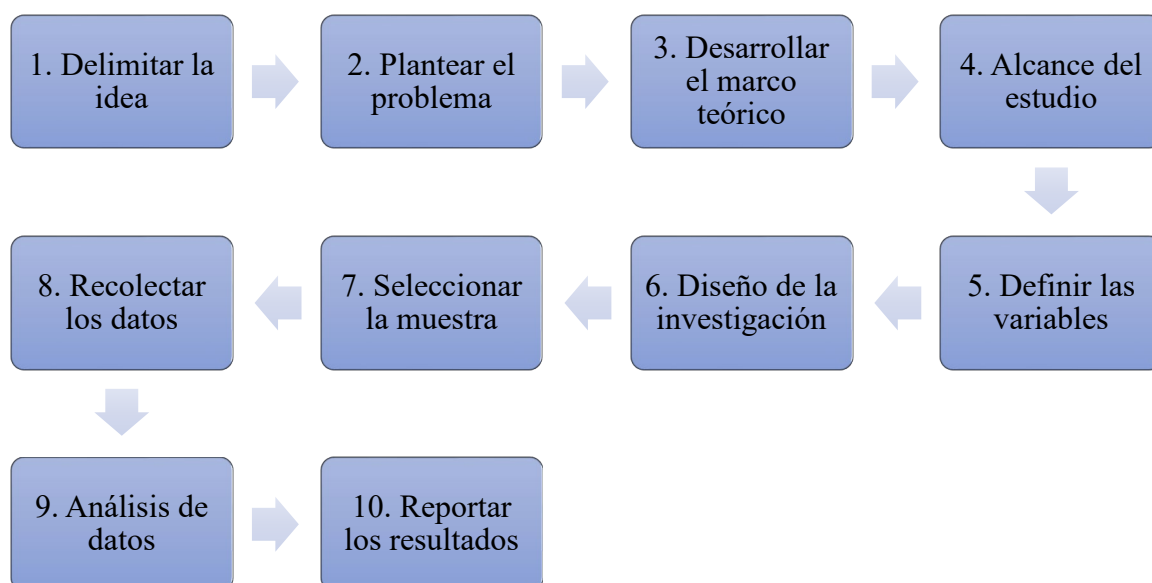 1. Delimitar la
idea
2. Plantear el
problema
3. Desarrollar
el marco
teórico
4. Alcance del
estudio
5. Definir las
variables
6. Diseño de la
investigación
7. Seleccionar
la muestra
8. Recolectar
los datos
9. Análisis de
datos
10. Reportar
los resultados